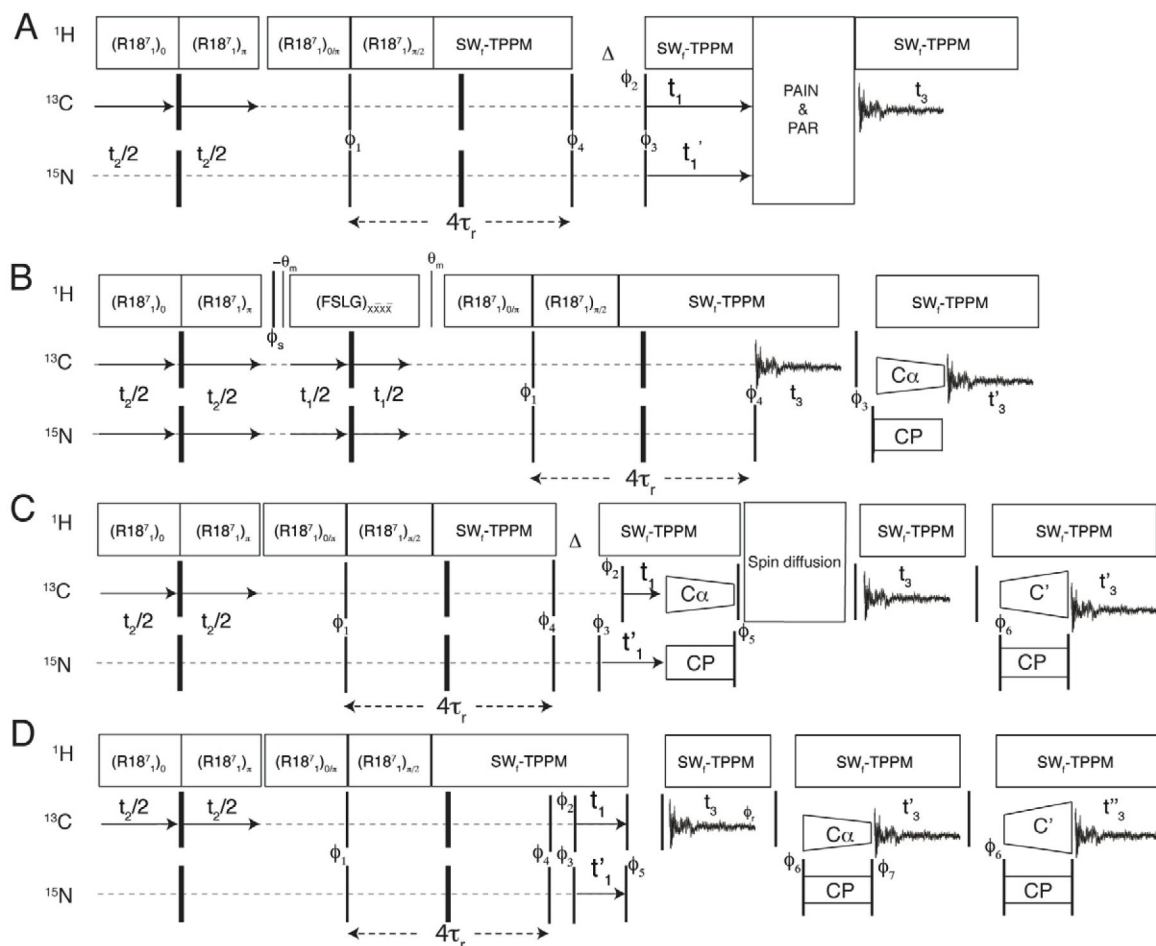 A
¹H (R18⁷₁)₀ (R18⁷₁)π (R18⁷₁)₀/π (R18⁷₁)π/2 SWf-TPPM Δ SWf-TPPM SWf-TPPM
ϕ₂
¹³C t₁ PAIN & PAR t₃
t₂/2 t₂/2 ϕ₁ ϕ₄ ϕ₃
¹⁵N t₁'
4τr
B
-θm θm
¹H (R18⁷₁)₀ (R18⁷₁)π (FSLG)xx̄x̄x̄ (R18⁷₁)₀/π (R18⁷₁)π/2 SWf-TPPM SWf-TPPM
ϕs
¹³C Cα
t₂/2 t₂/2 t₁/2 t₁/2 ϕ₁ ϕ₄ t₃ ϕ₃ t'₃
¹⁵N CP
4τr
C
¹H (R18⁷₁)₀ (R18⁷₁)π (R18⁷₁)₀/π (R18⁷₁)π/2 SWf-TPPM Δ SWf-TPPM Spin diffusion SWf-TPPM SWf-TPPM
¹³C ϕ₂ t₁ Cα t₃ C' t'₃
t₂/2 t₂/2 ϕ₁ ϕ₄ ϕ₃ ϕ₅ ϕ₆
¹⁵N t'₁ CP CP
4τr
D
¹H (R18⁷₁)₀ (R18⁷₁)π (R18⁷₁)₀/π (R18⁷₁)π/2 SWf-TPPM SWf-TPPM SWf-TPPM SWf-TPPM
t₂/2 t₂/2 ϕ₂ t₁ t₃ ϕr t'₃ t''₃
¹³C Cα C'
ϕ₁ ϕ₄ ϕ₃ t'₁ ϕ₅ ϕ₆ ϕ₇ ϕ₆
¹⁵N CP CP
4τr